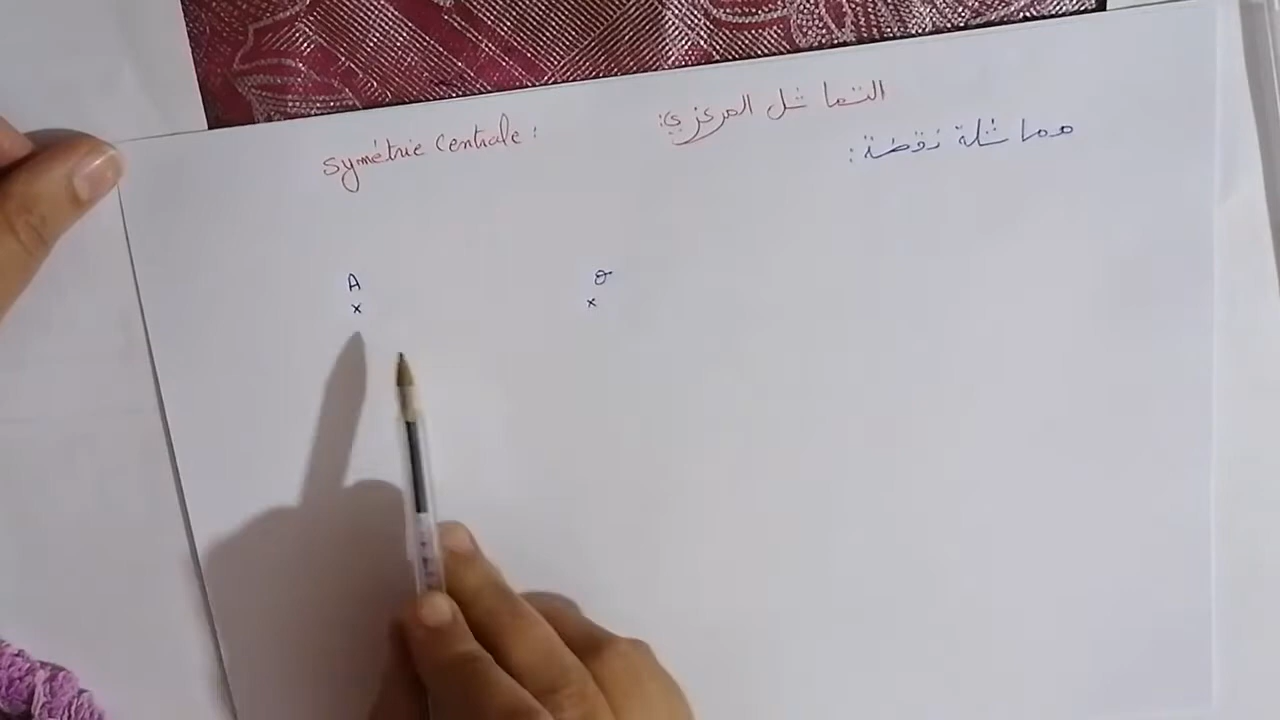 symétrie centrale :
التماثل المركزي:
مماثلة نقطة :
A
O
x
x